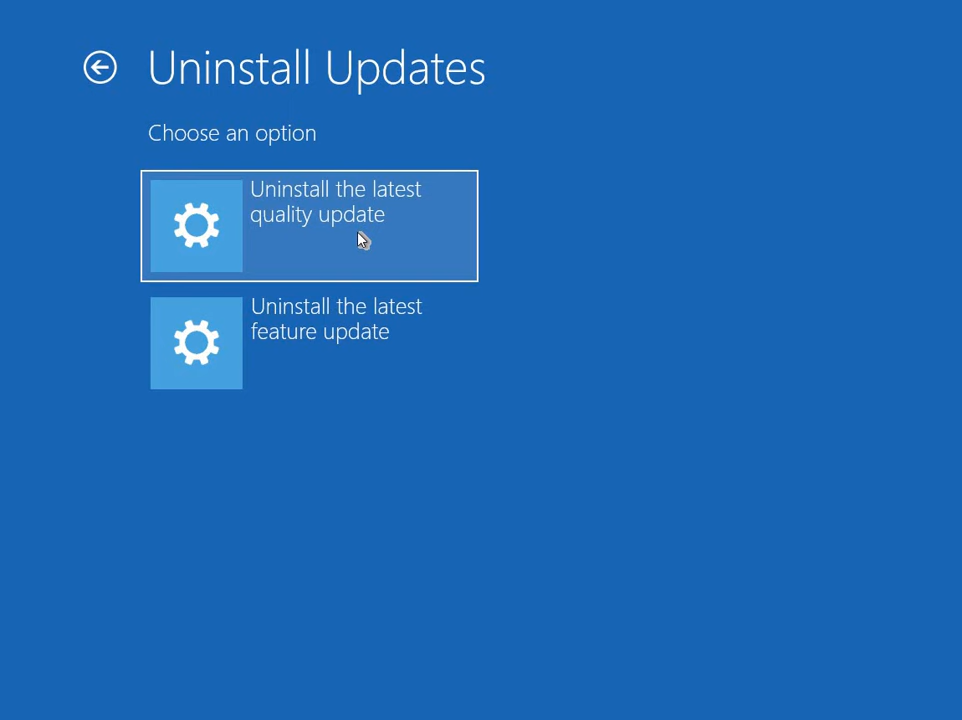 Uninstall Updates
Choose an option
Uninstall the latest
quality update
Uninstall the latest
feature update